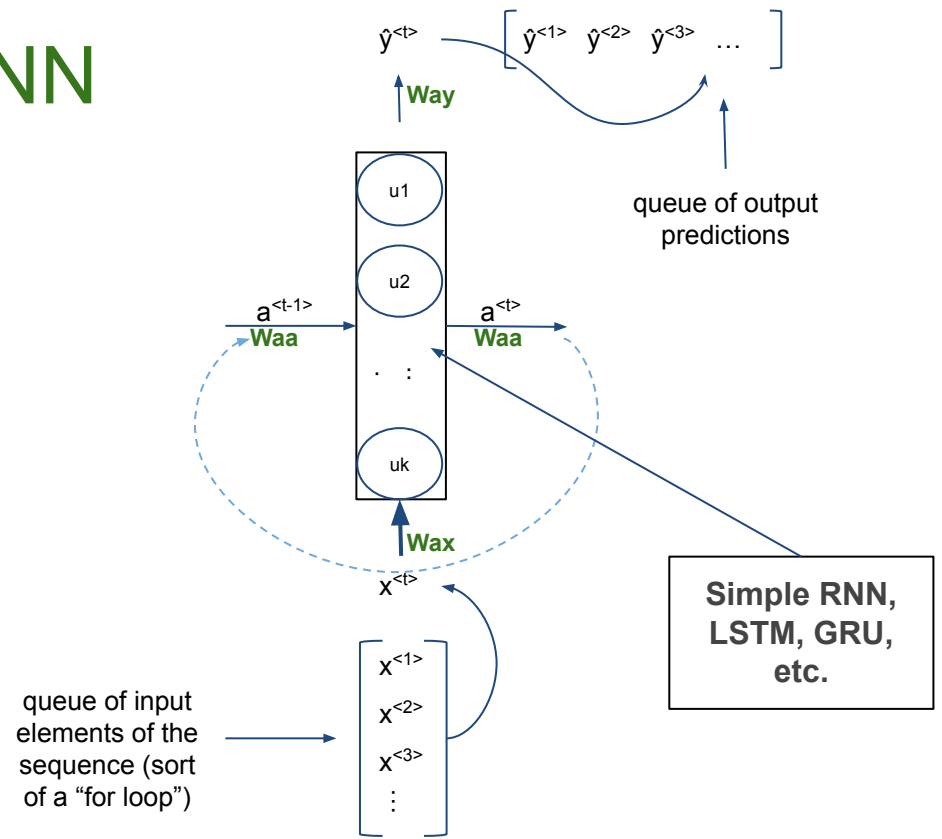 NN
ŷ<t>
ŷ<1> ŷ<2> ŷ<3> ...
Way
u1
queue of output
predictions
u2
a<t-1>
a<t>
Waa
Waa
. :
uk
Wax
x<t>
Simple RNN,
LSTM, GRU,
etc.
x<1>
queue of input
elements of the
sequence (sort
of a “for loop”)
x<2>
x<3>
⋮